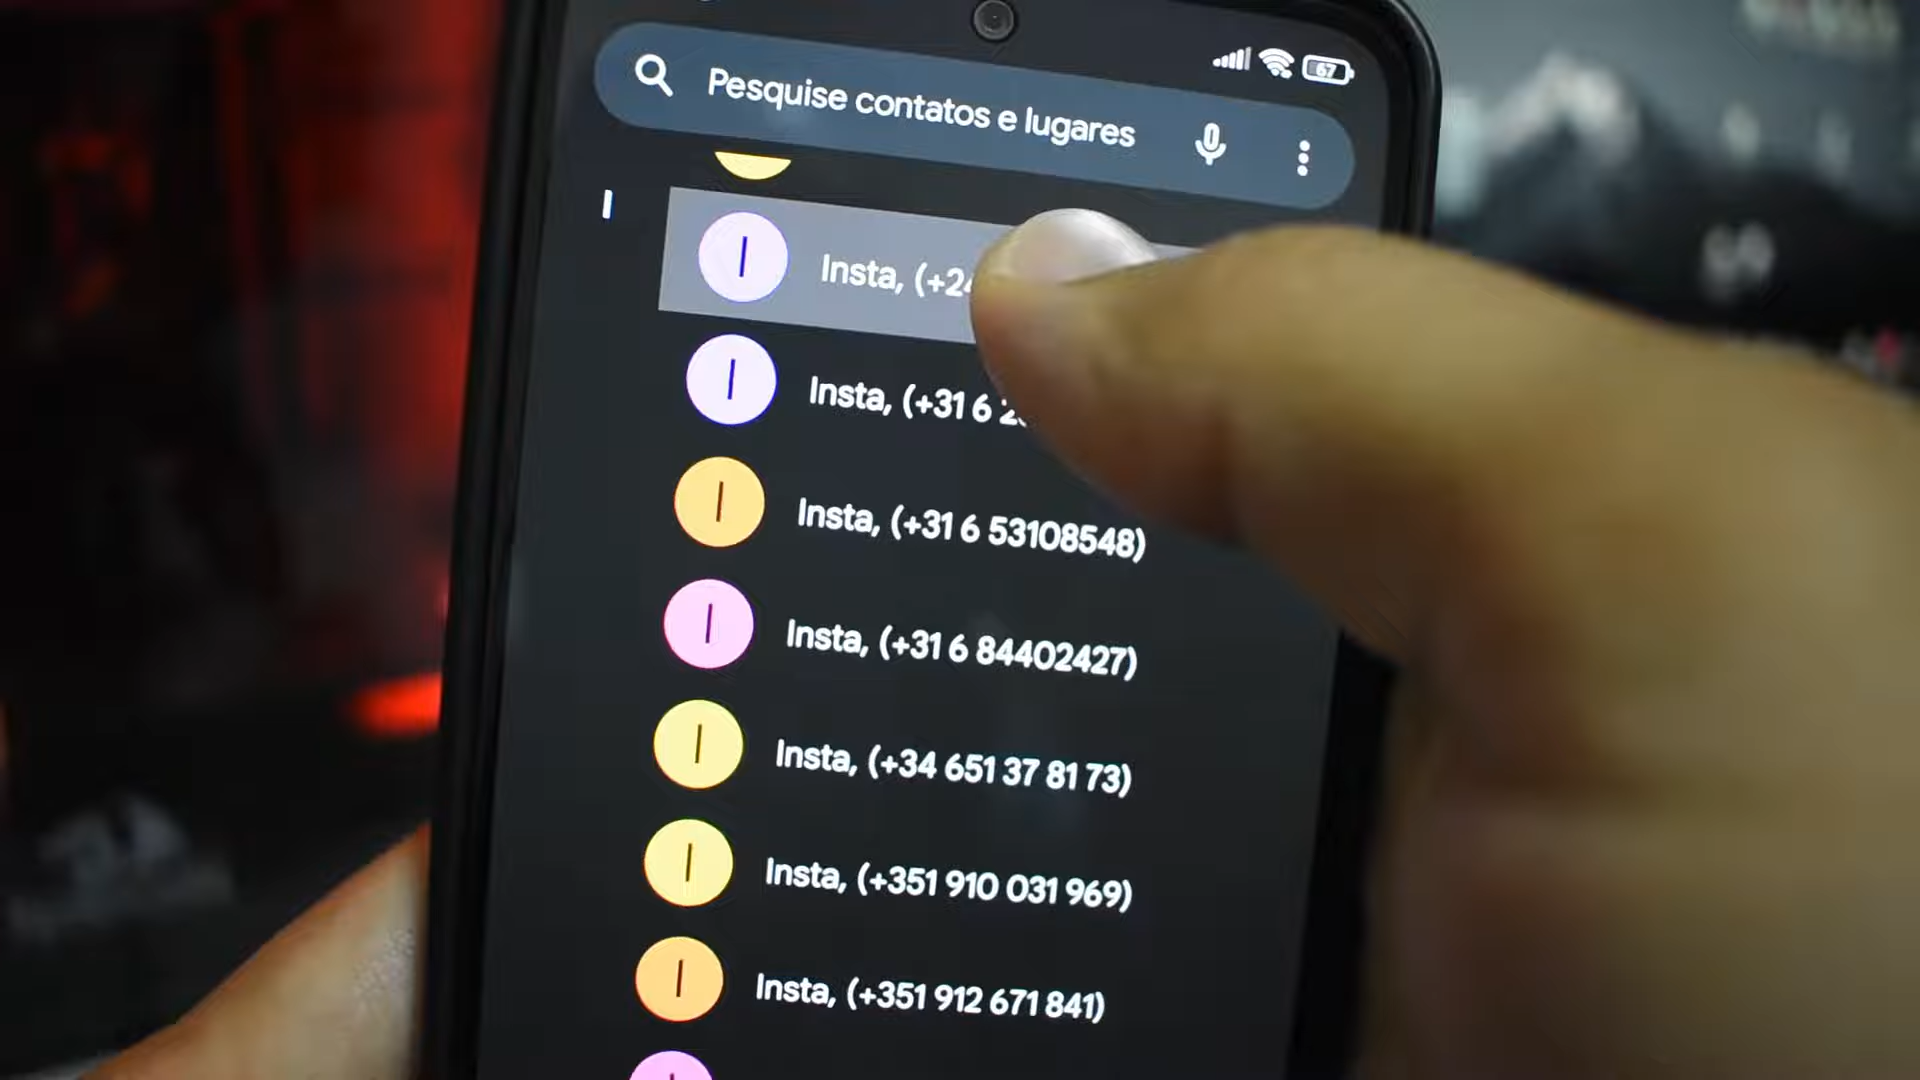 67
Pesquise contatos e lugares
I
I Insta, (+24
I Insta, (+31 6 2
I Insta, (+31 6 53108548)
I Insta, (+31 6 84402427)
I Insta, (+34 651 37 81 73)
I Insta, (+351 910 031 969)
I Insta, (+351 912 671 841)